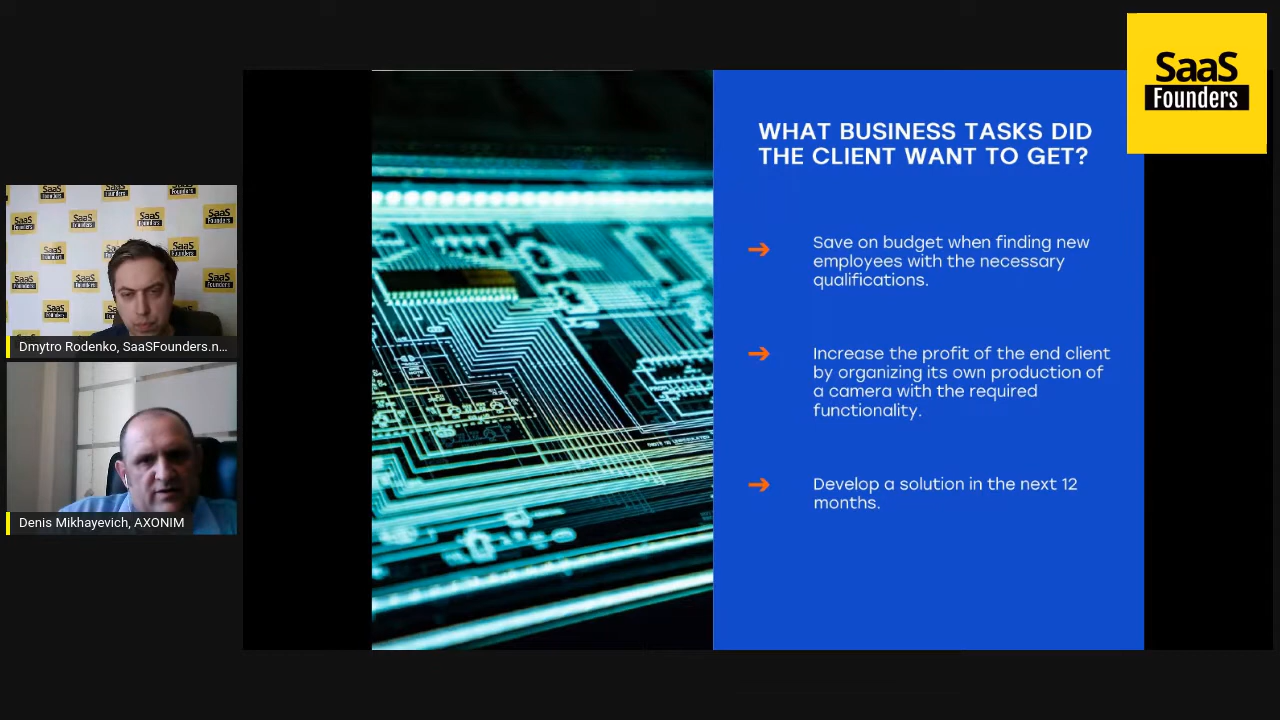 SaaS
Founders
WHAT BUSINESS TASKS DID
THE CLIENT WANT TO GET?
Save on budget when finding new
employees with the necessary
qualifications.
Increase the profit of the end client
by organizing its own production of
a camera with the required
functionality.
Develop a solution in the next 12
months.
Dmytro Rodenko, SaaSFounders.n...
Denis Mikhayevich, AXONIM